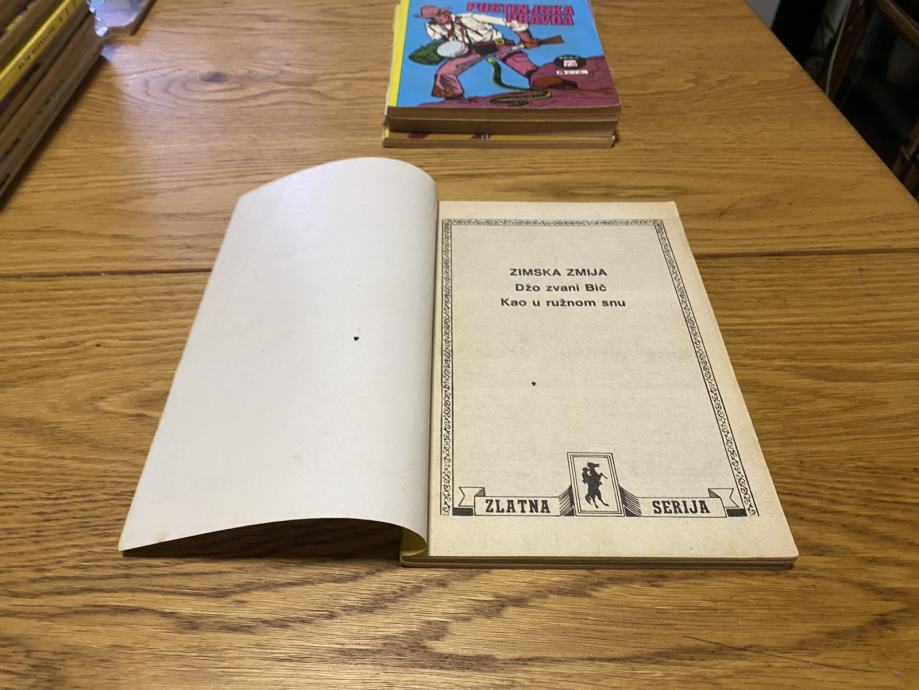 PUSTINJSKA
PRAVDA
ZIMSKA ZMIJA
Džo zvani Bič
Kao u ružnom snu
ZLATNA SERIJA